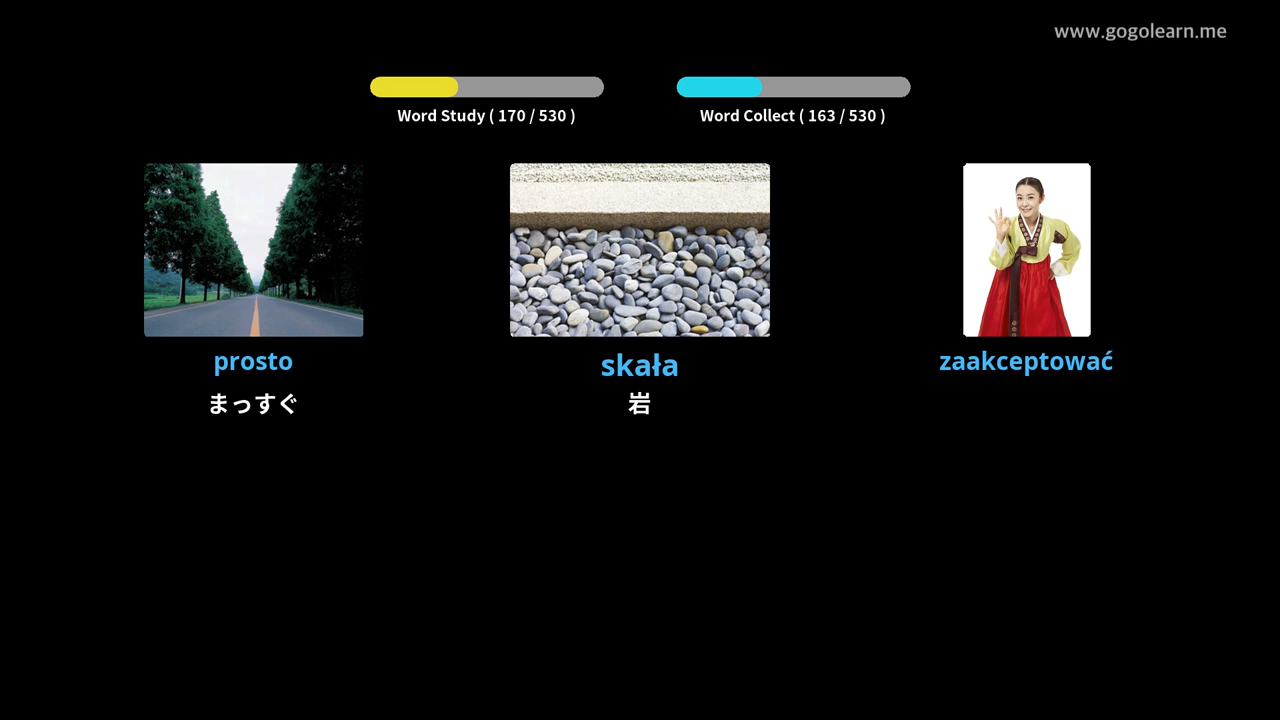 www.gogolearn.me
Word Study ( 170 / 530 )
Word Collect ( 163 / 530 )
prosto
skała
zaakceptować
まっすぐ
岩